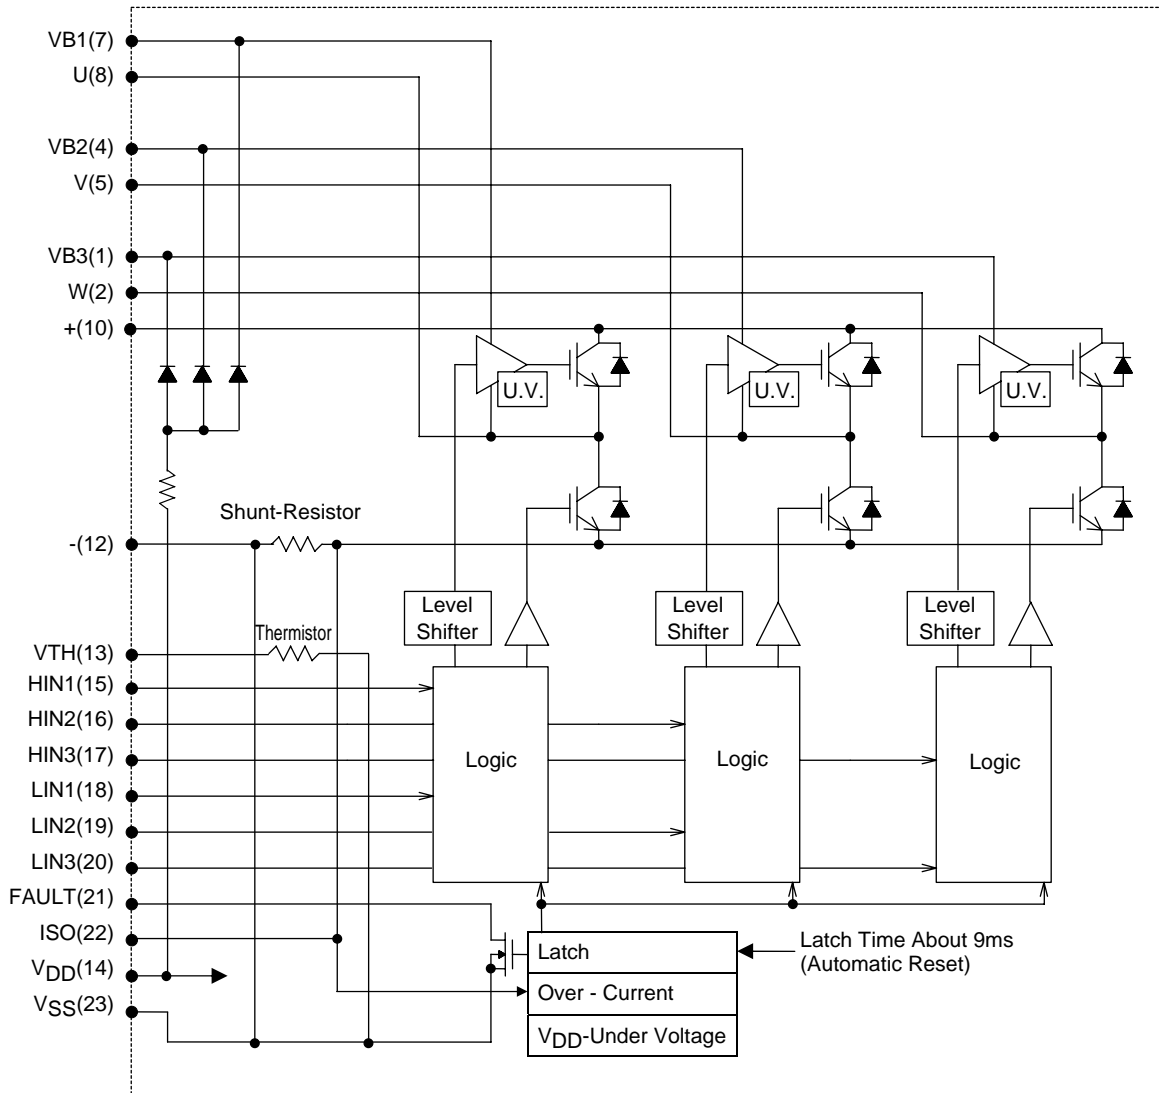 VB1(7)
U(8)
VB2(4)
V(5)
VB3(1)
W(2)
+(10)
U.V.
U.V.
U.V.
Shunt-Resistor
-(12)
Level
Shifter
Level
Shifter
Level
Shifter
Thermistor
VTH(13)
HIN1(15)
HIN2(16)
HIN3(17)
LIN1(18)
LIN2(19)
LIN3(20)
Logic
Logic
Logic
FAULT(21)
ISO(22)
VDD(14)
VSS(23)
Latch
Over - Current
VDD-Under Voltage
Latch Time About 9ms
(Automatic Reset)